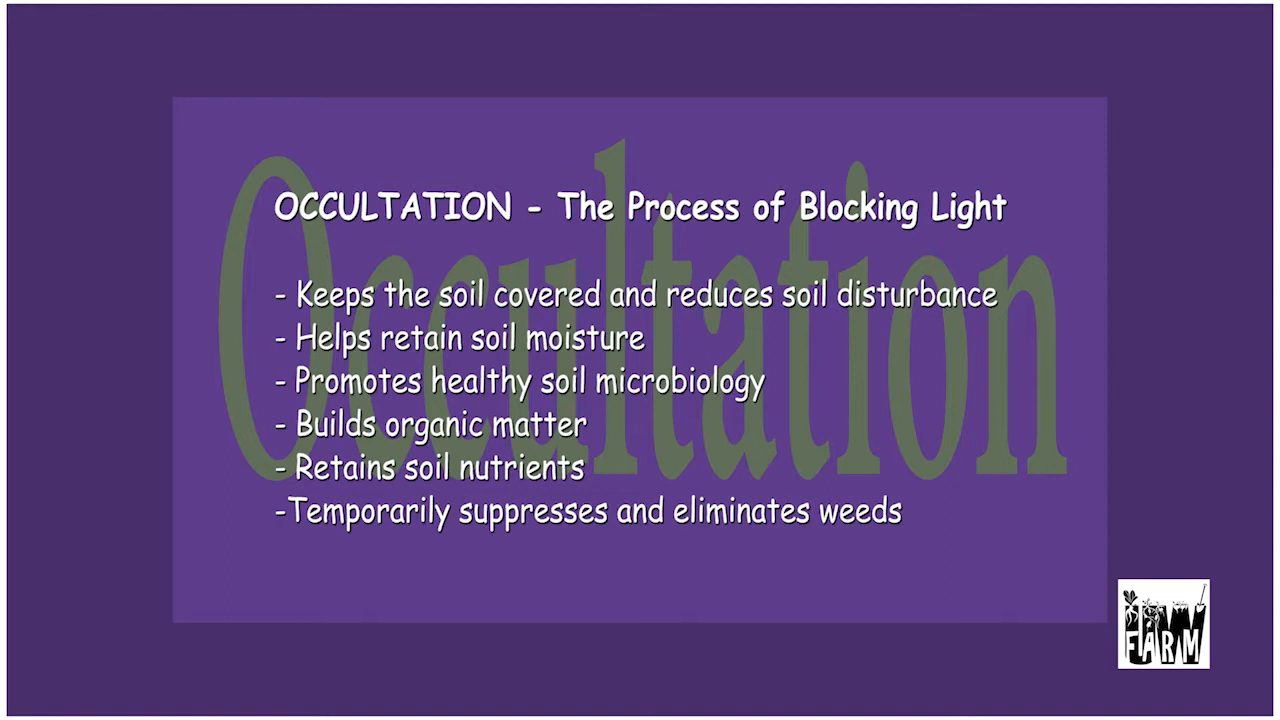 Occultation
OCCULTATION - The Process of Blocking Light
- Keeps the soil covered and reduces soil disturbance
- Helps retain soil moisture
- Promotes healthy soil microbiology
- Builds organic matter
- Retains soil nutrients
-Temporarily suppresses and eliminates weeds
FARM